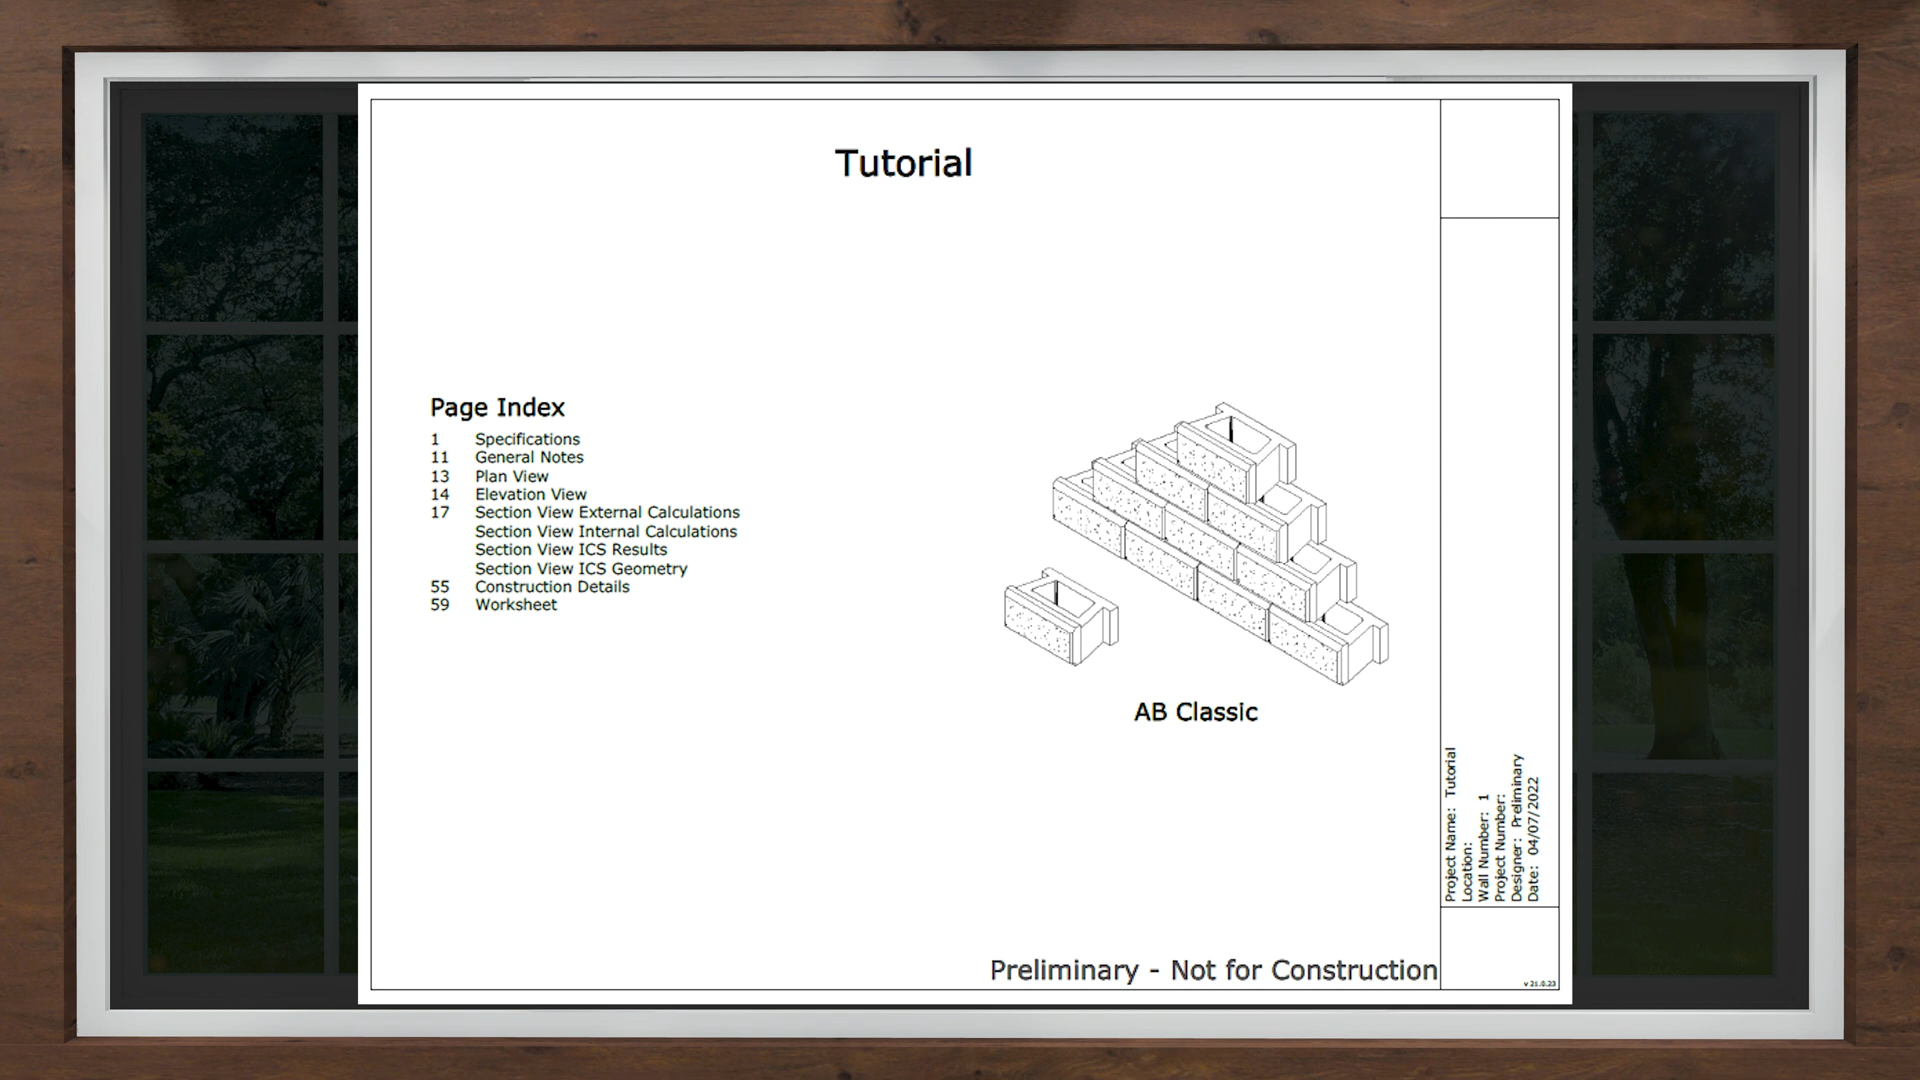 Tutorial
Page Index
1 Specifications
11 General Notes
13 Plan View
14 Elevation View
17 Section View External Calculations
Section View Internal Calculations
Section View ICS Results
Section View ICS Geometry
55 Construction Details
59 Worksheet
AB Classic
Project Name: Tutorial
Location:
Wall Number: 1
Project Number:
Designer: Preliminary
Date: 04/07/2022
Preliminary - Not for Construction
v 21.0.23